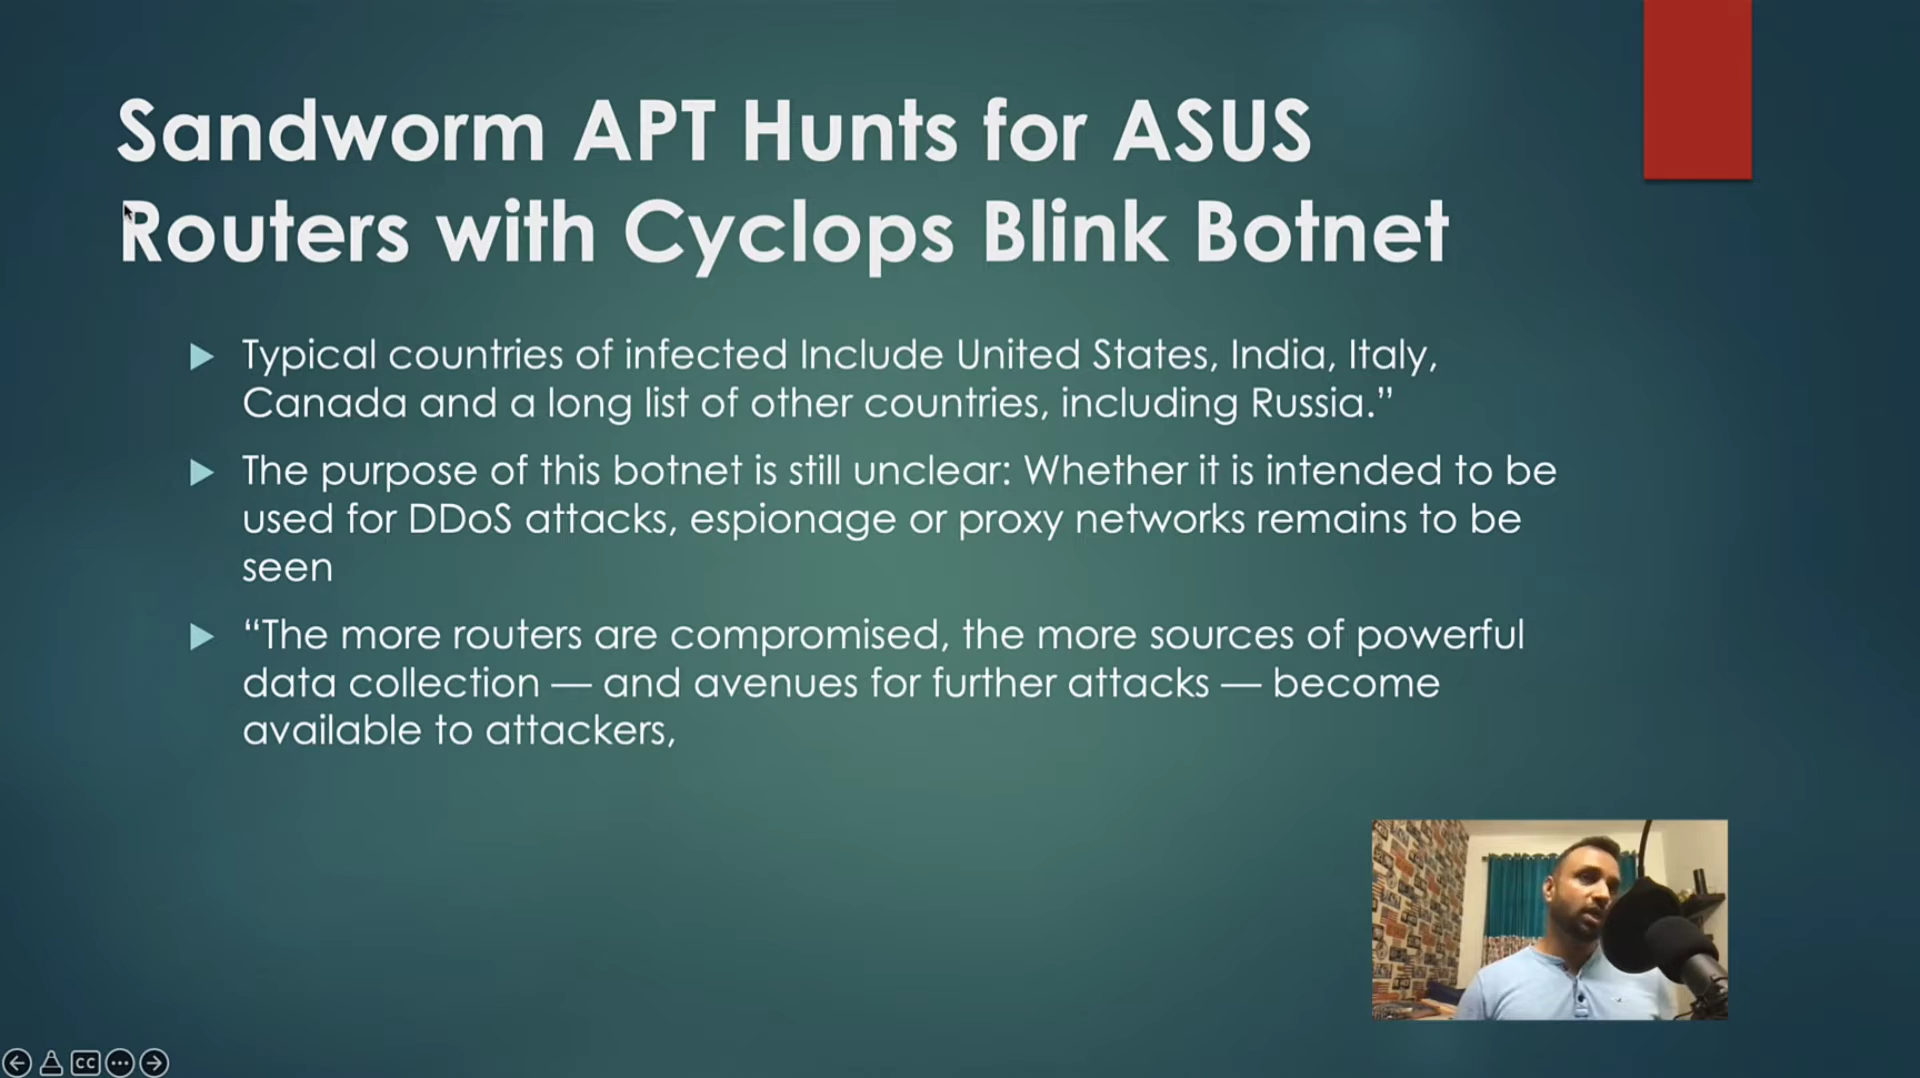 Sandworm APT Hunts for ASUS
Routers with Cyclops Blink Botnet
Typical countries of infected Include United States, India, Italy,
Canada and a long list of other countries, including Russia.”
The purpose of this botnet is still unclear: Whether it is intended to be
used for DDoS attacks, espionage or proxy networks remains to be
seen
“The more routers are compromised, the more sources of powerful
data collection — and avenues for further attacks — become
available to attackers,
CC